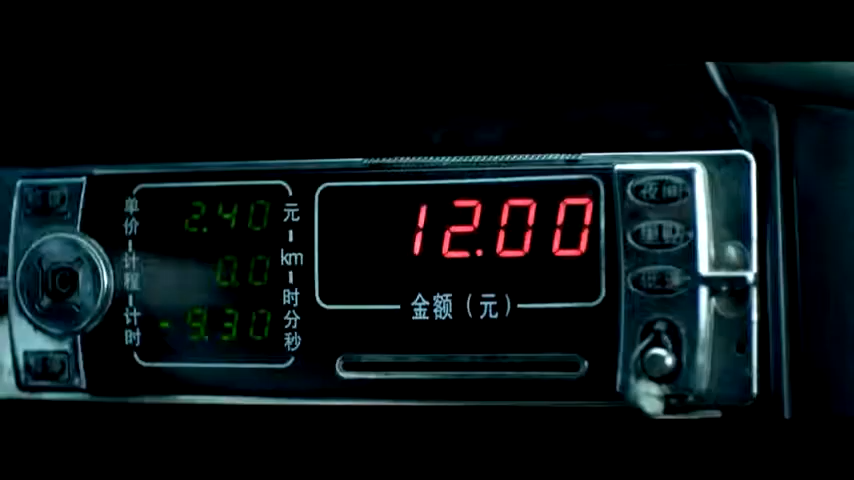 单价 2.40 元
计程 0.0 km
计时 - 9.30 时分秒
12.00
金额（元）
夜间